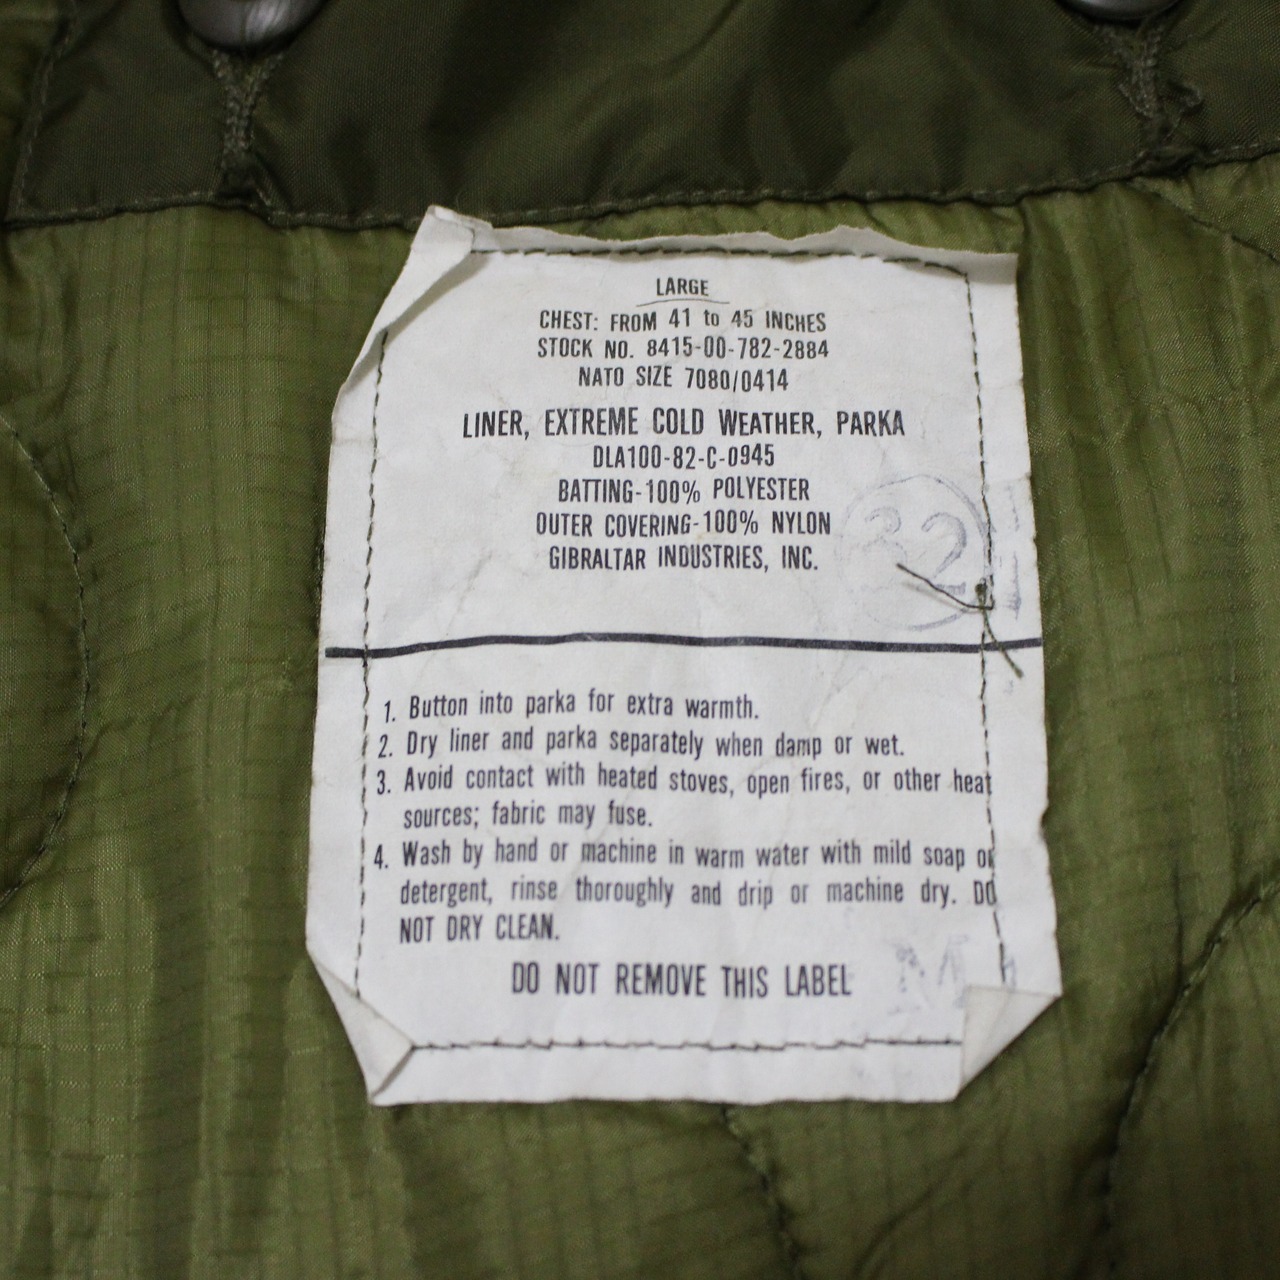 LARGE
CHEST: FROM 41 to 45 INCHES
STOCK NO. 8415-00-782-2884
NATO SIZE 7080/0414
LINER, EXTREME COLD WEATHER, PARKA
DLA100-82-C-0945
BATTING-100% POLYESTER
OUTER COVERING-100% NYLON
GIBRALTAR INDUSTRIES, INC.
32
1. Button into parka for extra warmth.
2. Dry liner and parka separately when damp or wet.
3. Avoid contact with heated stoves, open fires, or other heat
sources; fabric may fuse.
4. Wash by hand or machine in warm water with mild soap or
detergent, rinse thoroughly and drip or machine dry. DO
NOT DRY CLEAN.
DO NOT REMOVE THIS LABEL